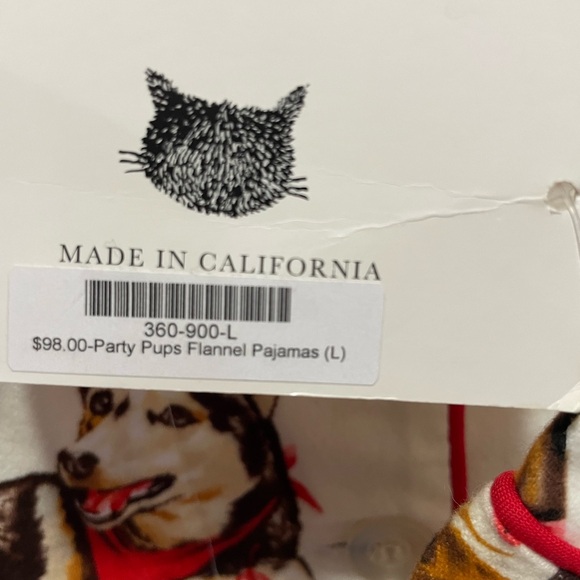 MADE IN CALIFORNIA
360-900-L
$98.00-Party Pups Flannel Pajamas (L)